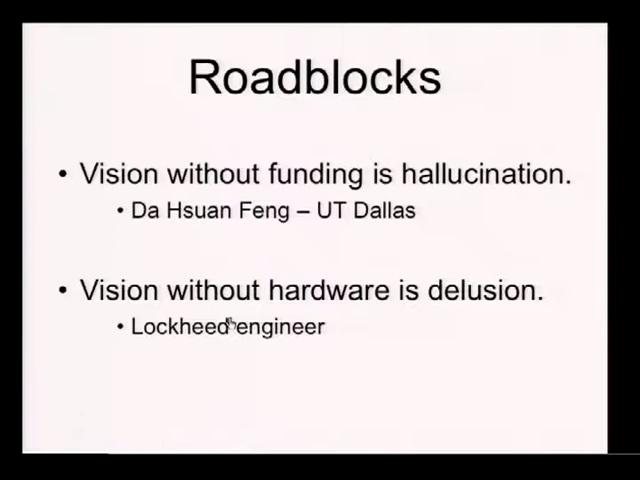 Roadblocks
• Vision without funding is hallucination.
• Da Hsuan Feng – UT Dallas
• Vision without hardware is delusion.
• Lockheed engineer